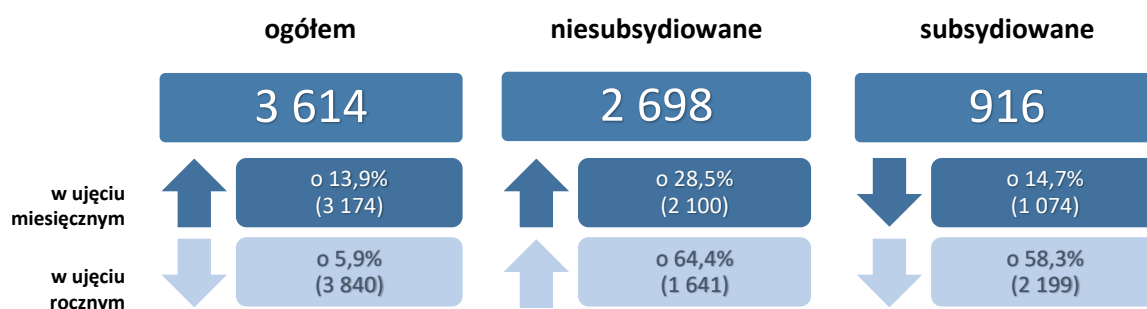 ogółem niesubsydiowane subsydiowane
3 614 2 698 916
w ujęciu
miesięcznym
o 13,9%
(3 174)
o 28,5%
(2 100)
o 14,7%
(1 074)
w ujęciu
rocznym
o 5,9%
(3 840)
o 64,4%
(1 641)
o 58,3%
(2 199)